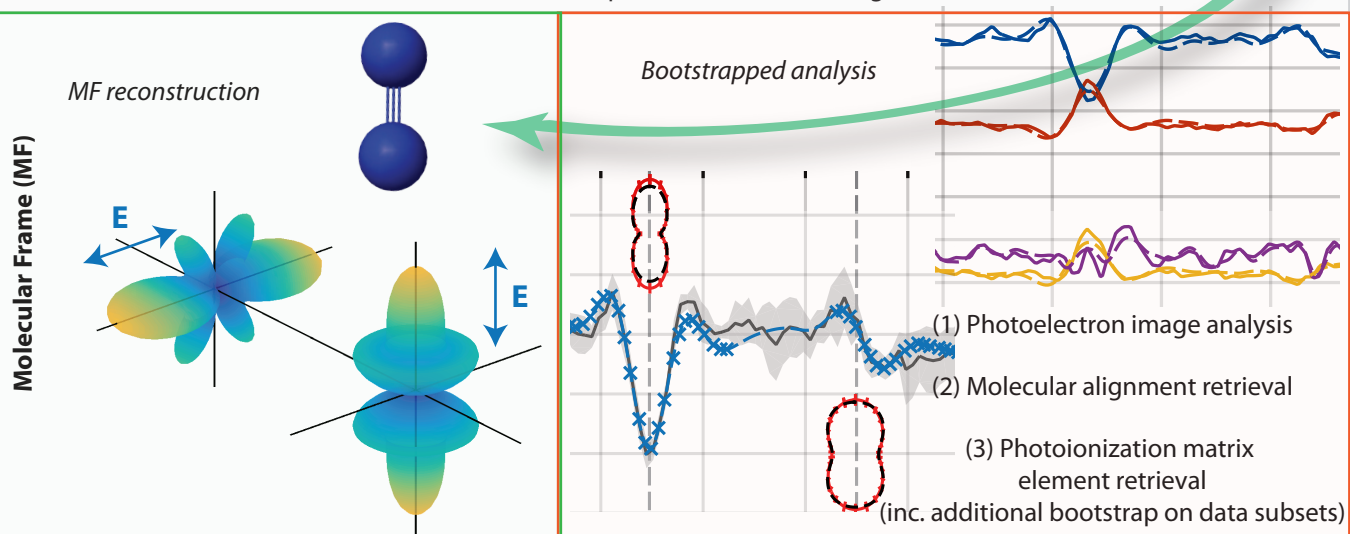 MF reconstruction
Bootstrapped analysis
Molecular Frame (MF)
E
E
(1) Photoelectron image analysis
(2) Molecular alignment retrieval
(3) Photoionization matrix
element retrieval
(inc. additional bootstrap on data subsets)